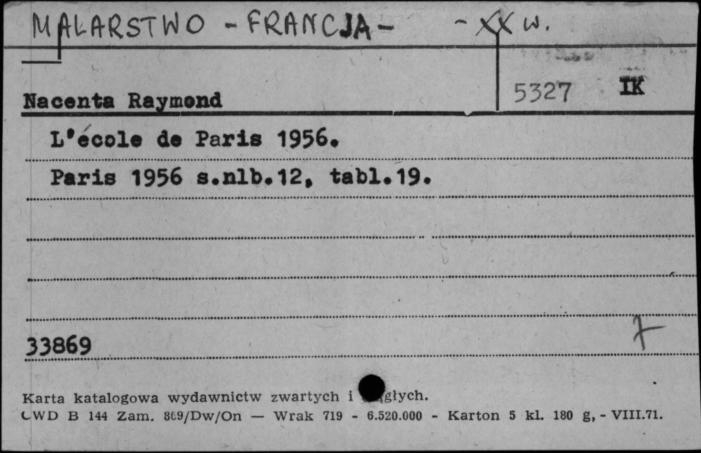 MALARSTWO - FRANCJA - - XX w.
5327 IK
Nacenta Raymond
L'école de Paris 1956.
Paris 1956 s.nlb.12, tabl.19.
33869 7
Karta katalogowa wydawnictw zwartych i
CWD B 144 Zam. 869/Dw/On — Wrak 719 - 6.520.000 - Karton 5 kl. 180 g, - VIII.71.